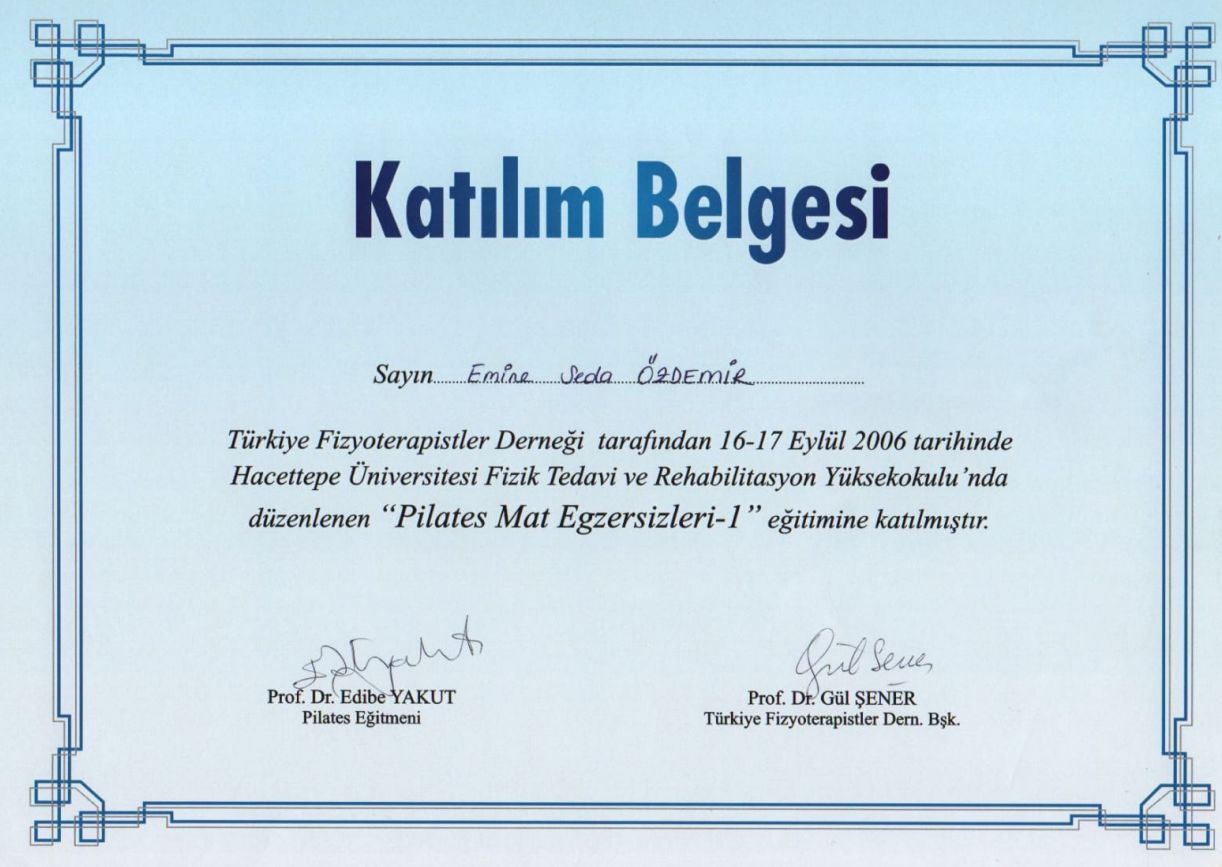 Katılım Belgesi
Sayın Emine Seda ÖZDEMİR
Türkiye Fizyoterapistler Derneği tarafından 16-17 Eylül 2006 tarihinde
Hacettepe Üniversitesi Fizik Tedavi ve Rehabilitasyon Yüksekokulu’nda
düzenlenen “Pilates Mat Egzersizleri-1” eğitimine katılmıştır.
Gül Şener
Prof. Dr. Edibe YAKUT
Pilates Eğitmeni
Prof. Dr. Gül ŞENER
Türkiye Fizyoterapistler Dern. Bşk.